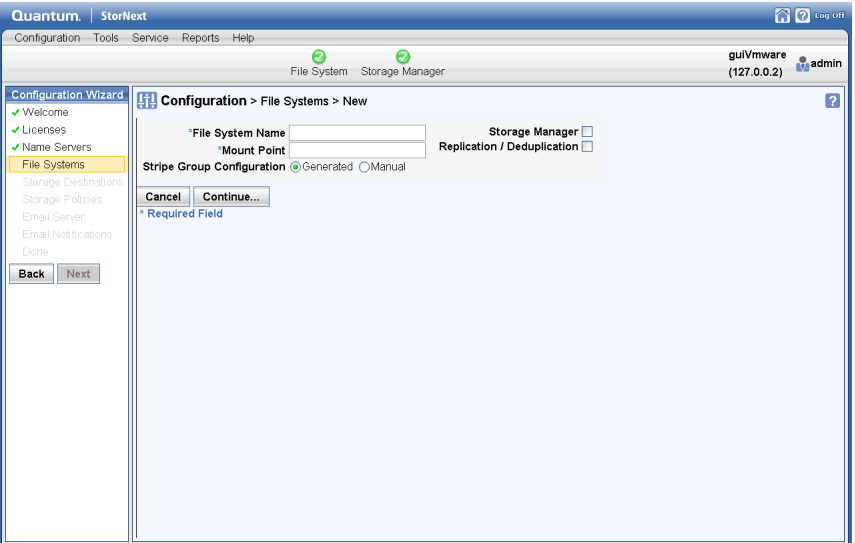 Quantum. StorNext Log Off
Configuration Tools Service Reports Help
File System Storage Manager
guiVmware
(127.0.0.2)
admin
Configuration Wizard
Welcome
Licenses
Name Servers
File Systems
Storage Destinations
Storage Policies
Email Server
Email Notifications
Done
Back Next
Configuration > File Systems > New
?
*File System Name Storage Manager
*Mount Point Replication / Deduplication
Stripe Group Configuration Generated Manual
Cancel Continue...
* Required Field